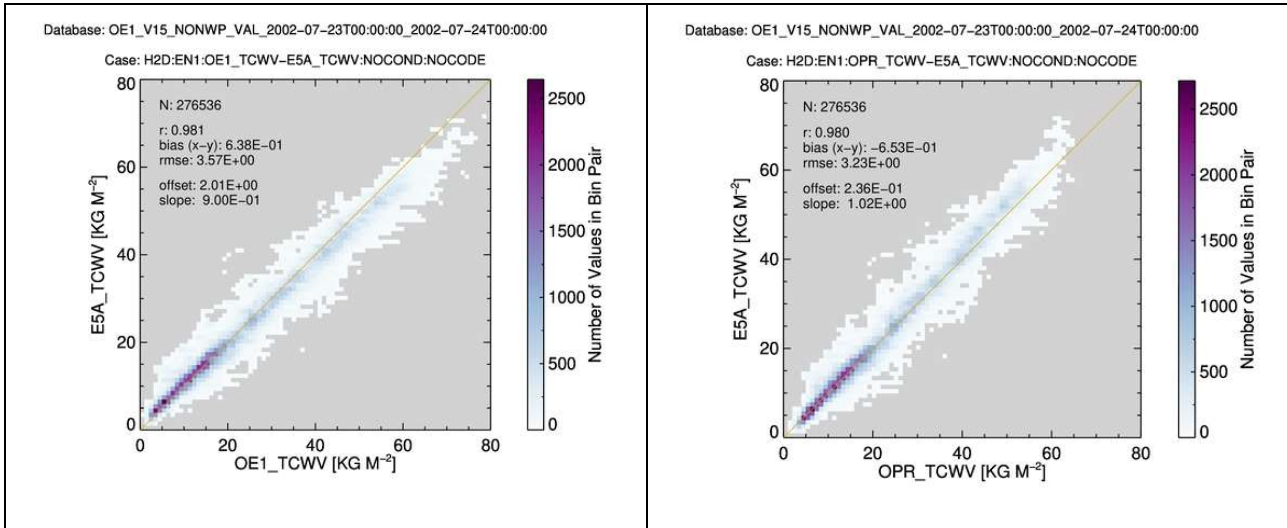 Database: OE1_V15_NONWP_VAL_2002-07-23T00:00:00_2002-07-24T00:00:00
Case: H2D:EN1:OE1_TCWV-E5A_TCWV:NOCOND:NOCODE
80
60
40
20
0
E5A_TCWV [KG M⁻²]
N: 276536
r: 0.981
bias (x-y): 6.38E-01
rmse: 3.57E+00
offset: 2.01E+00
slope: 9.00E-01
0 20 40 60 80
OE1_TCWV [KG M⁻²]
2500
2000
1500
1000
500
0
Number of Values in Bin Pair
Database: OE1_V15_NONWP_VAL_2002-07-23T00:00:00_2002-07-24T00:00:00
Case: H2D:EN1:OPR_TCWV-E5A_TCWV:NOCOND:NOCODE
80
60
40
20
0
E5A_TCWV [KG M⁻²]
N: 276536
r: 0.980
bias (x-y): -6.53E-01
rmse: 3.23E+00
offset: 2.36E-01
slope: 1.02E+00
0 20 40 60 80
OPR_TCWV [KG M⁻²]
2500
2000
1500
1000
500
0
Number of Values in Bin Pair